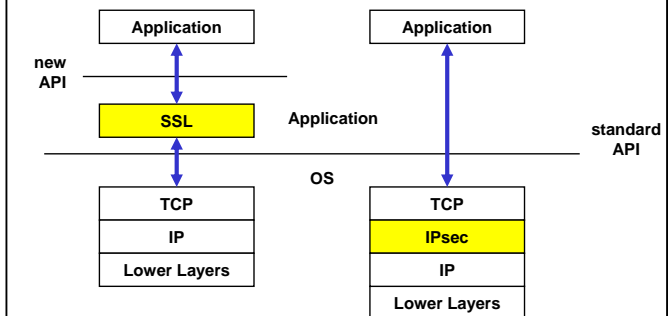 Application
Application
new
API
SSL
Application
standard
API
OS
TCP
TCP
IP
IPsec
Lower Layers
IP
Lower Layers